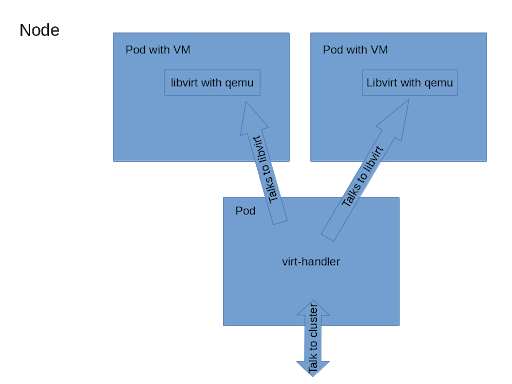 Node
Pod with VM
Pod with VM
libvirt with qemu
Libvirt with qemu
Talks to libvirt
Talks to libvirt
Pod
virt-handler
Talk to cluster